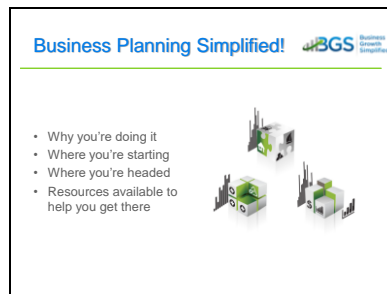 Business Planning Simplified!
BGS
Business
Growth
Simplified
• Why you're doing it
• Where you're starting
• Where you're headed
• Resources available to
help you get there